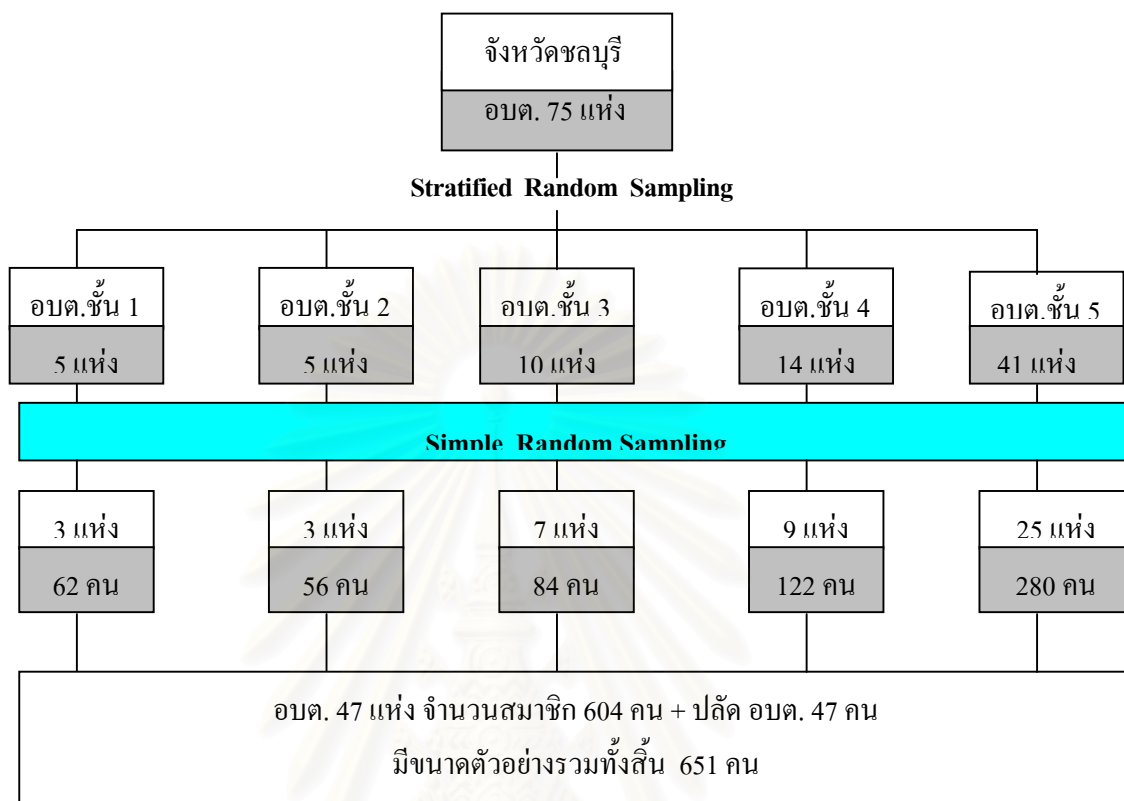 จังหวัดชลบุรี
อบต. 75 แห่ง
Stratified Random Sampling
อบต.ชั้น 1
อบต.ชั้น 2
อบต.ชั้น 3
อบต.ชั้น 4
อบต.ชั้น 5
5 แห่ง
5 แห่ง
10 แห่ง
14 แห่ง
41 แห่ง
Simple Random Sampling
3 แห่ง
3 แห่ง
7 แห่ง
9 แห่ง
25 แห่ง
62 คน
56 คน
84 คน
122 คน
280 คน
อบต. 47 แห่ง จำนวนสมาชิก 604 คน + ปลัด อบต. 47 คน
มีขนาดตัวอย่างรวมทั้งสิ้น 651 คน